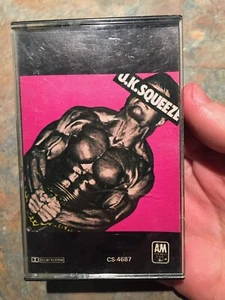 U.K.SQUEEZE
DOLBY SYSTEM
CS-4687
A&M